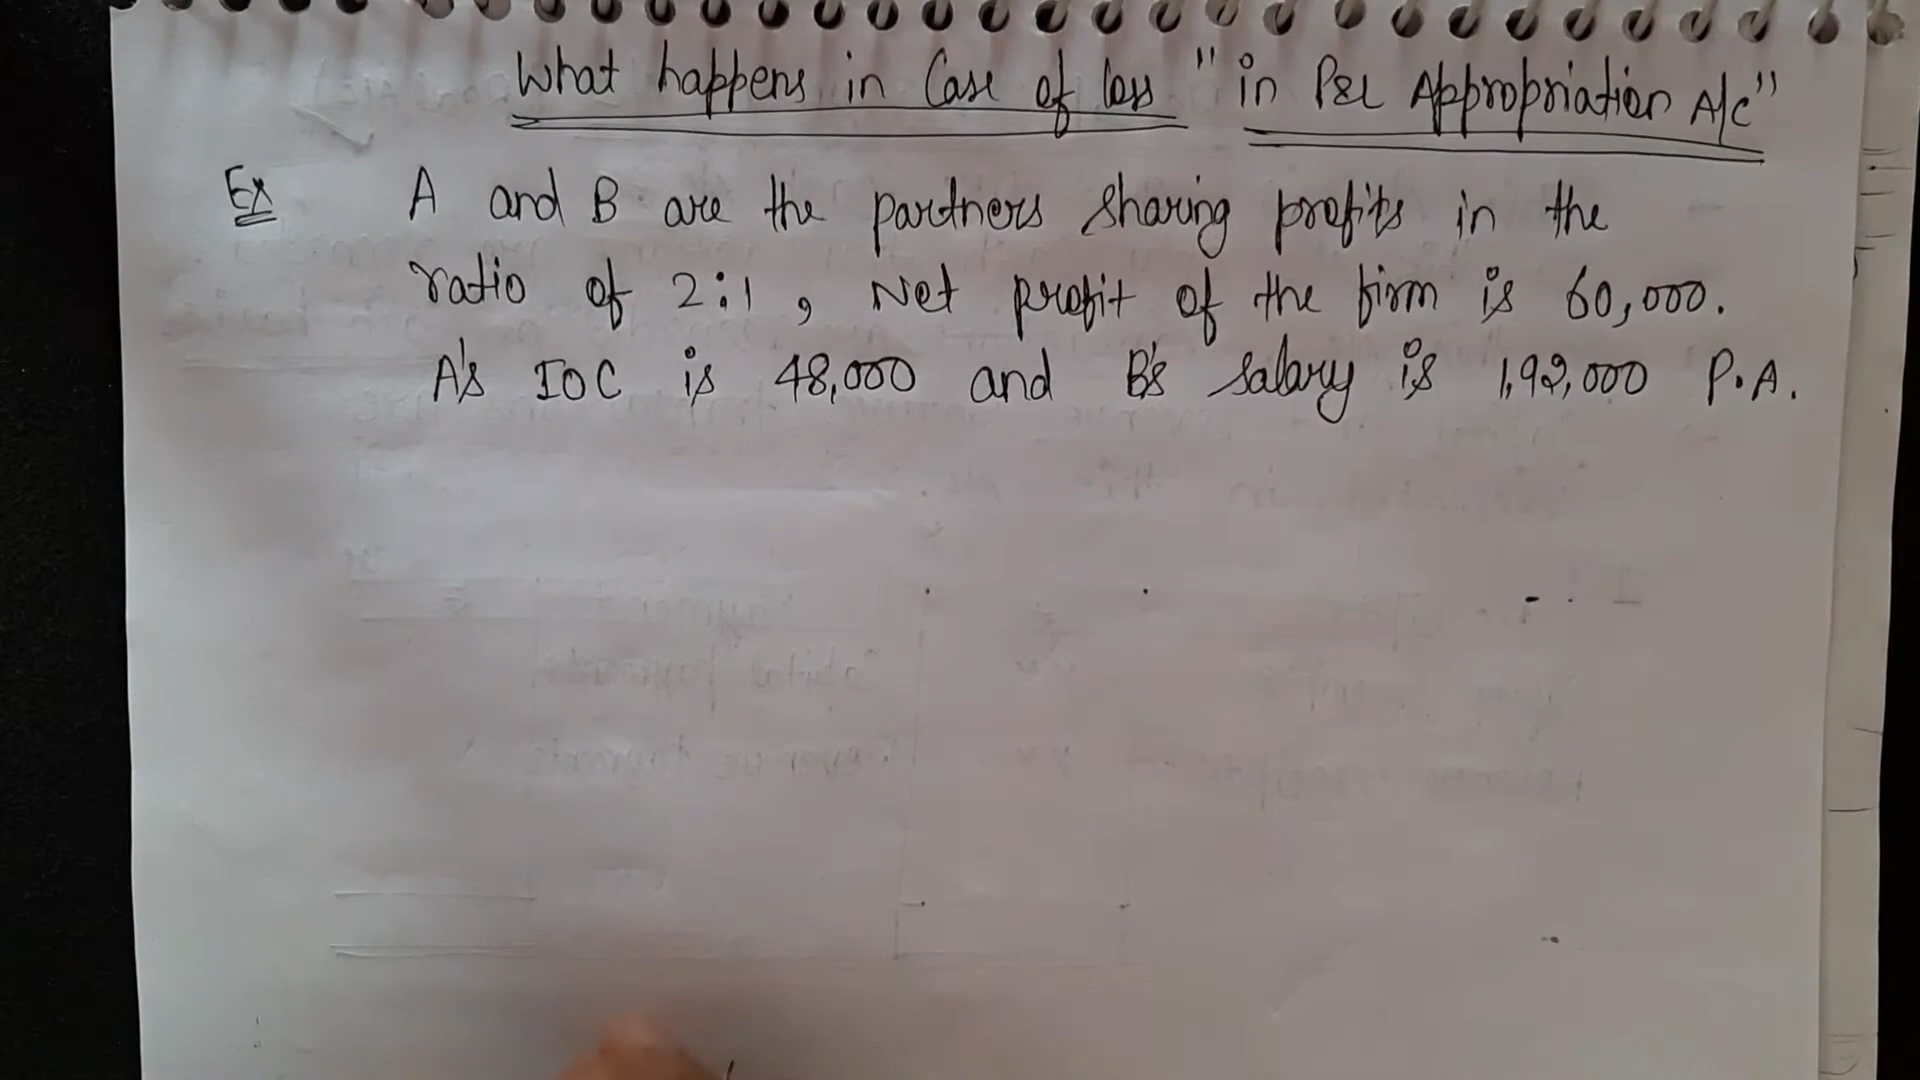 What happens in Case of loss "in P&L Appropriation A/c"
Ex A and B are the partners sharing profits in the
ratio of 2:1, Net profit of the firm is 60,000.
A's IOC is 48,000 and B's salary is 1,92,000 P.A.